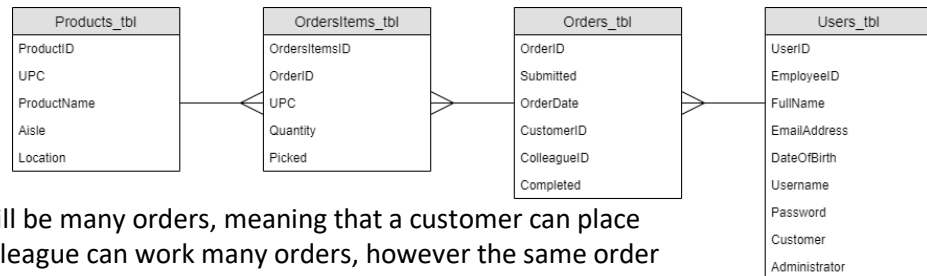 Products_tbl
ProductID
UPC
ProductName
Aisle
Location
OrdersItems_tbl
OrdersItemsID
OrderID
UPC
Quantity
Picked
Orders_tbl
OrderID
Submitted
OrderDate
CustomerID
ColleagueID
Completed
Users_tbl
UserID
EmployeeID
FullName
EmailAddress
DateOfBirth
Username
Password
Customer
Administrator
ill be many orders, meaning that a customer can place
league can work many orders, however the same order